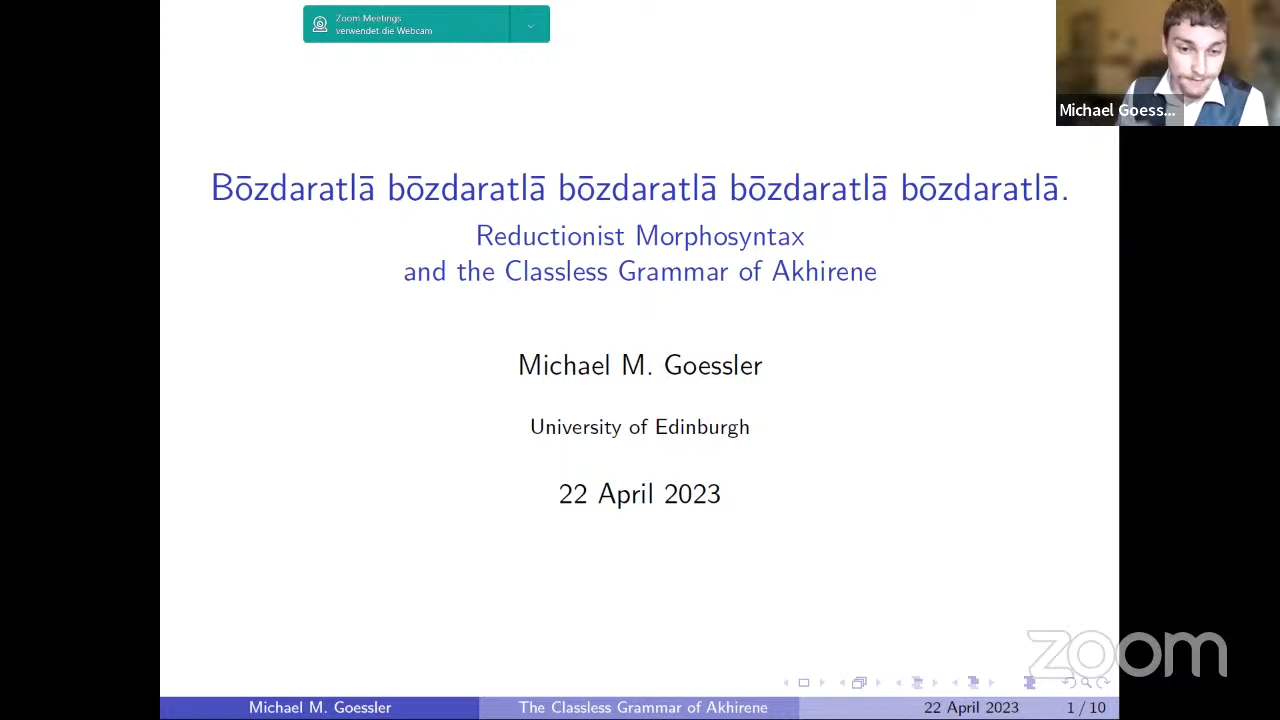 Zoom Meetings
verwendet die Webcam
Michael Goess...
Bōzdaratlā bōzdaratlā bōzdaratlā bōzdaratlā bōzdaratlā.
Reductionist Morphosyntax
and the Classless Grammar of Akhirene
Michael M. Goessler
University of Edinburgh
22 April 2023
zoom
Michael M. Goessler The Classless Grammar of Akhirene 22 April 2023 1 / 10